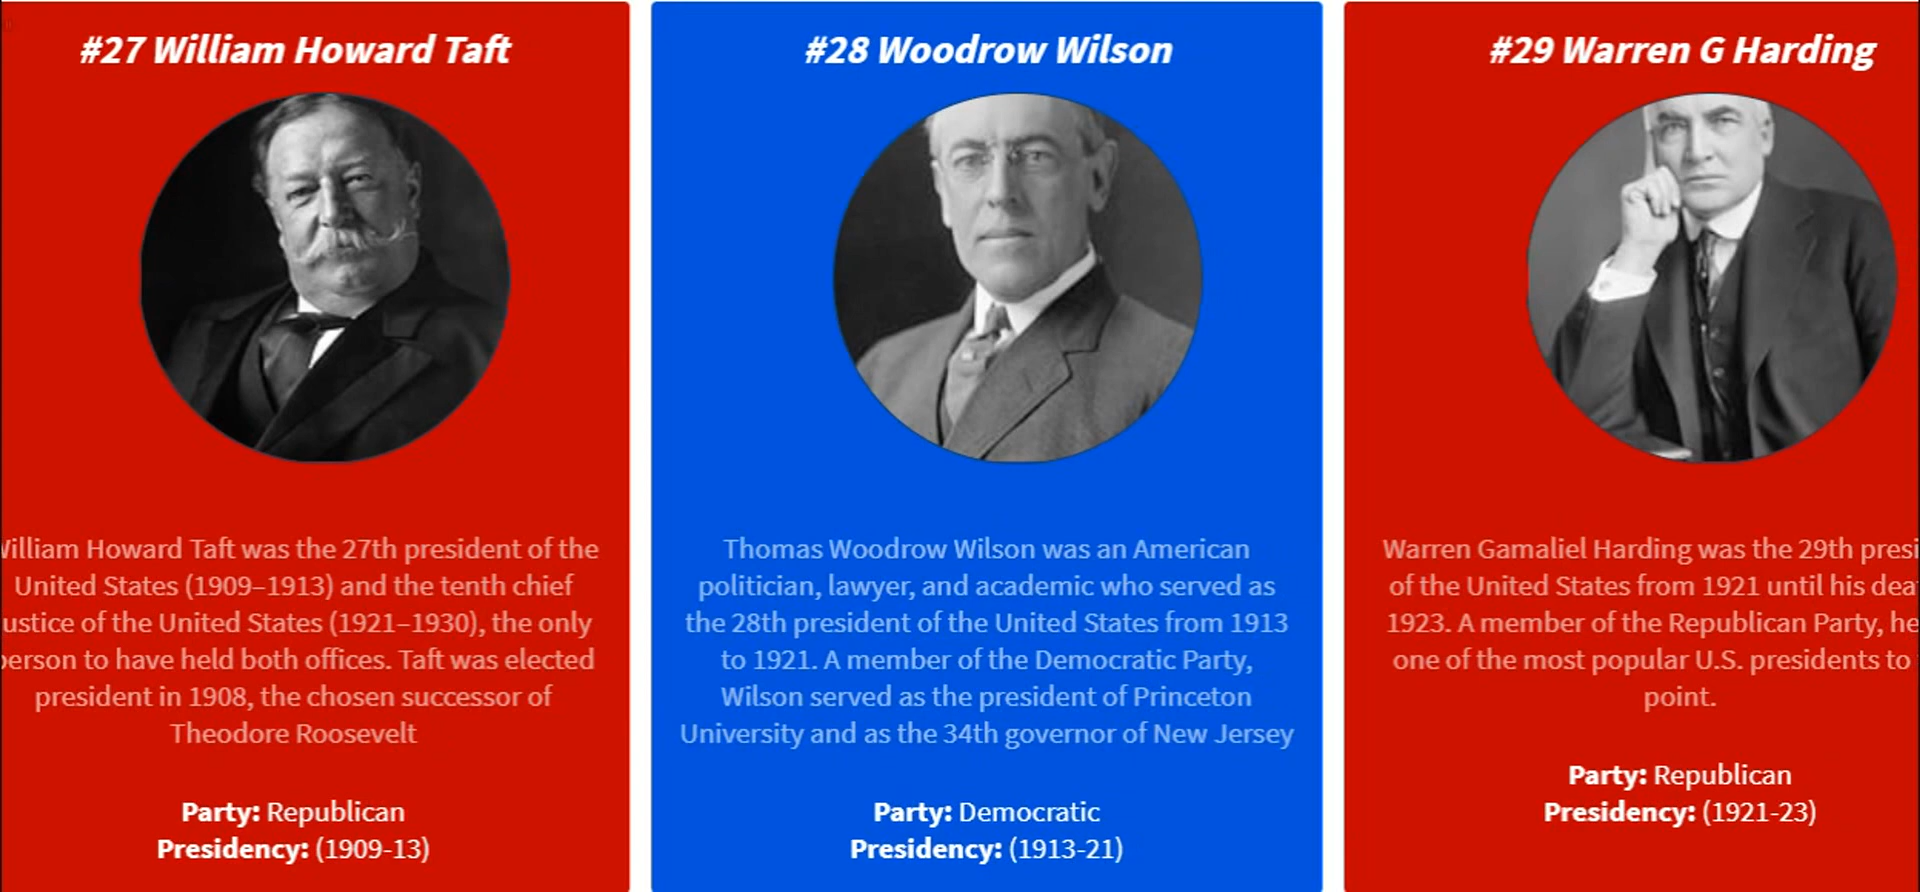 #27 William Howard Taft
illiam Howard Taft was the 27th president of the
United States (1909–1913) and the tenth chief
ustice of the United States (1921–1930), the only
erson to have held both offices. Taft was elected
president in 1908, the chosen successor of
Theodore Roosevelt
Party: Republican
Presidency: (1909-13)
#28 Woodrow Wilson
Thomas Woodrow Wilson was an American
politician, lawyer, and academic who served as
the 28th president of the United States from 1913
to 1921. A member of the Democratic Party,
Wilson served as the president of Princeton
University and as the 34th governor of New Jersey
Party: Democratic
Presidency: (1913-21)
#29 Warren G Harding
Warren Gamaliel Harding was the 29th presi
of the United States from 1921 until his dea
1923. A member of the Republican Party, he
one of the most popular U.S. presidents to
point.
Party: Republican
Presidency: (1921-23)